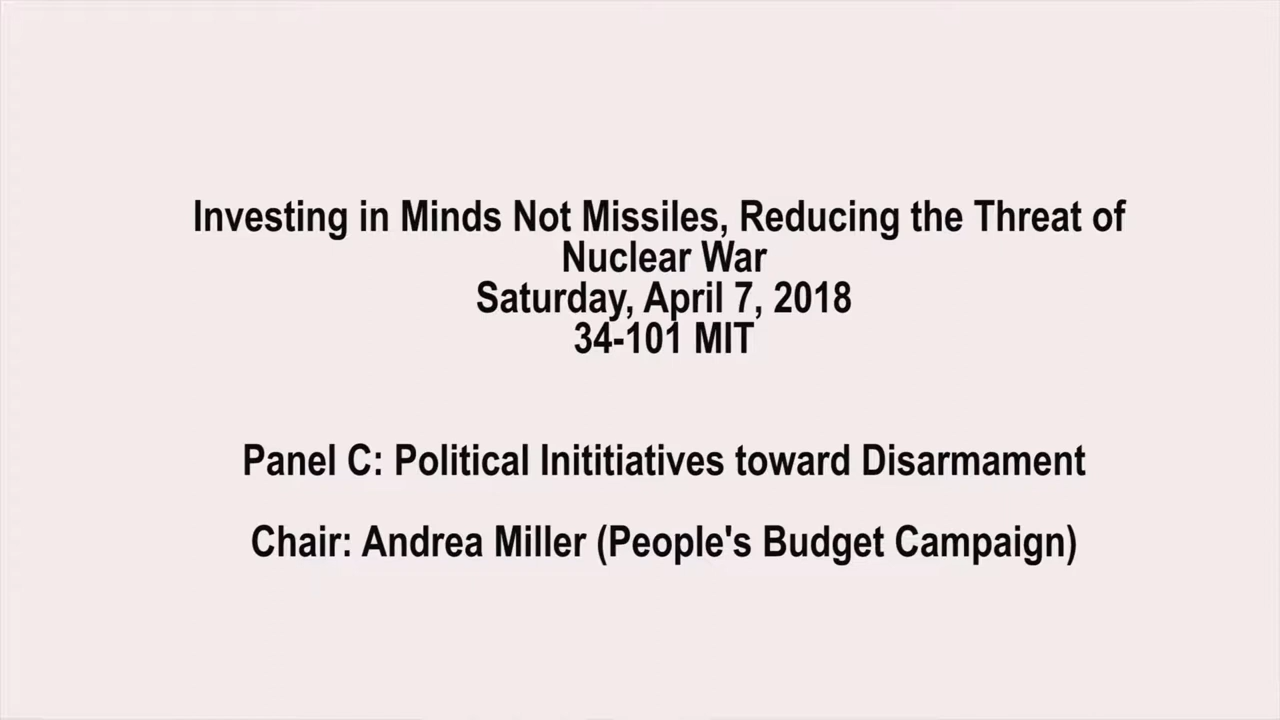 Investing in Minds Not Missiles, Reducing the Threat of
Nuclear War
Saturday, April 7, 2018
34-101 MIT
Panel C: Political Inititiatives toward Disarmament
Chair: Andrea Miller (People's Budget Campaign)